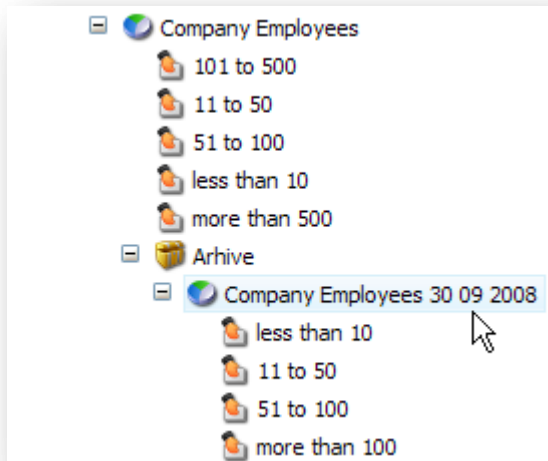 Company Employees
101 to 500
11 to 50
51 to 100
less than 10
more than 500
Arhive
Company Employees 30 09 2008
less than 10
11 to 50
51 to 100
more than 100